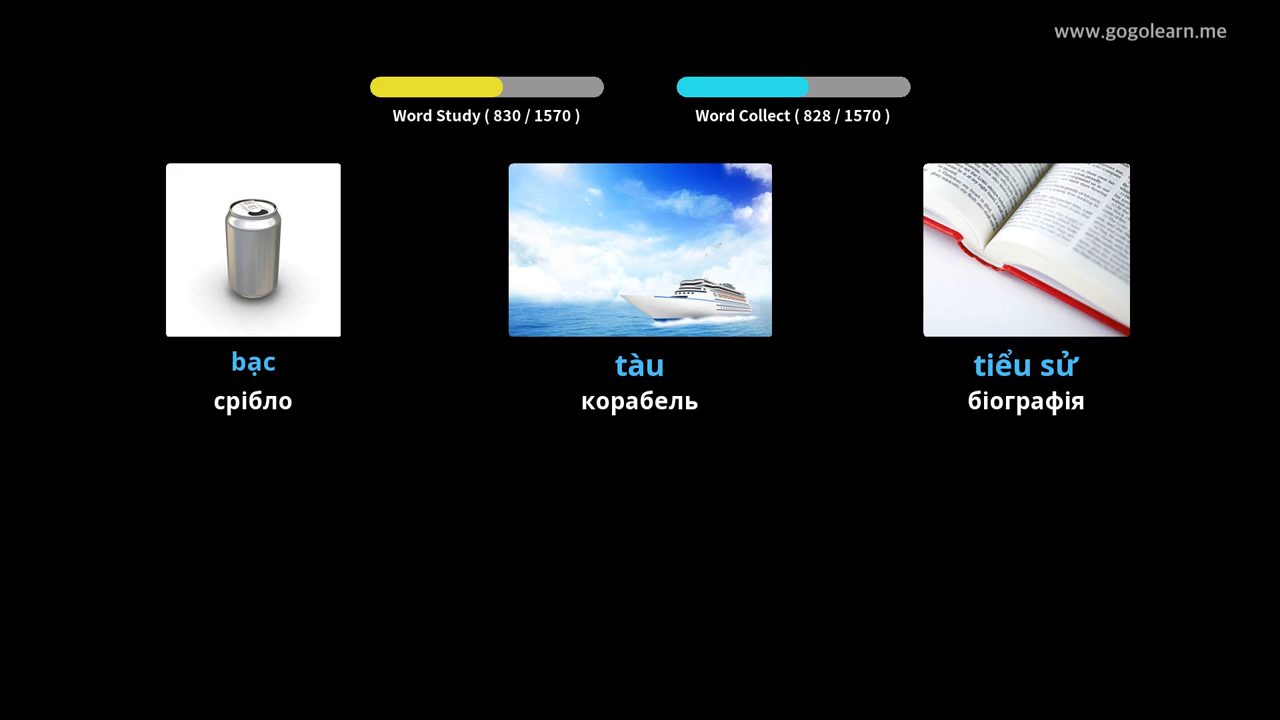 www.gogolearn.me
Word Study ( 830 / 1570 )
Word Collect ( 828 / 1570 )
bạc
срібло
tàu
корабель
tiểu sử
біографія